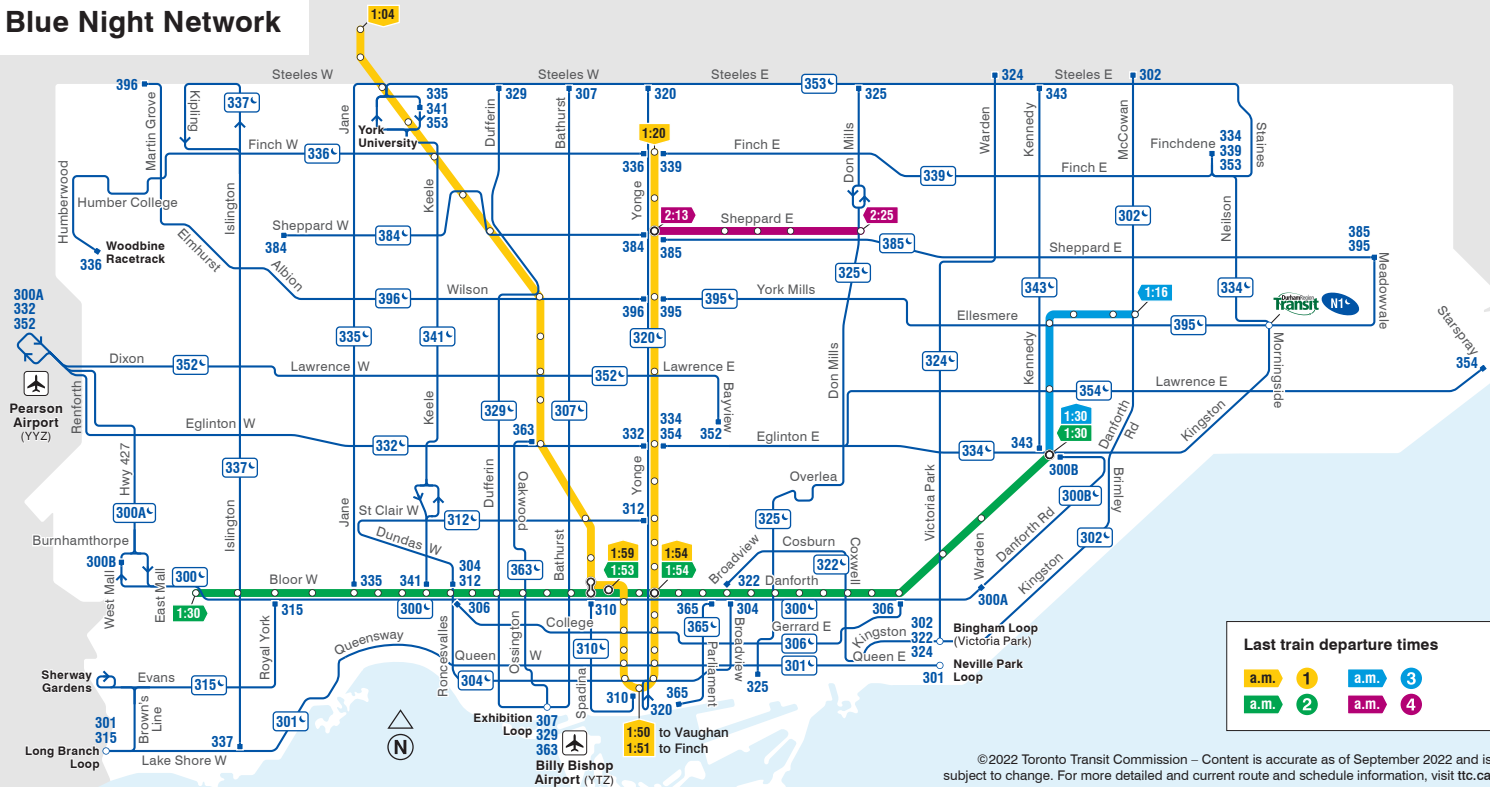 Blue Night Network
1:04
Steeles W
Steeles W
Steeles E
353
324
Steeles E
302
396
Martin Grove
Kipling
337
Jane
335
341
353
Dufferin
329
Bathurst
307
320
325
Warden
Kennedy
343
McCowan
Staines
York
University
1:20
Don Mills
Finchdene
334
339
353
Finch W
336
336
339
Finch E
Finch E
339
Humberwood
Humber College
Islington
Keele
Yonge
2:13
Sheppard E
2:25
302
Neilson
Sheppard W
384
384
384
385
385
Sheppard E
385
395
Woodbine
Racetrack
336
Elmhurst
Albion
325
Meadowvale
396
Wilson
396
395
395
York Mills
343
1:16
334
DurhamRegion
Transit
N1
300A
332
352
Ellesmere
395
Starspray
335
341
320
324
Kennedy
Morningside
354
Dixon
352
Lawrence W
352
Lawrence E
Don Mills
Lawrence E
354
Pearson
Airport
(YYZ)
Renforth
Keele
329
307
Bayview
352
1:30
1:30
Danforth
Rd
Kingston
Eglinton W
332
363
334
354
332
Eglinton E
334
343
300B
Hwy 427
337
Jane
Dufferin
Oakwood
Yonge
Overlea
Victoria Park
300B
Brimley
300A
St Clair W
312
312
325
Danforth Rd
302
Burnhamthorpe
Islington
Dundas W
Bathurst
1:59
1:53
1:54
1:54
Broadview
Cosburn
322
Coxwell
Warden
Kingston
300B
300
West Mall
East Mall
1:30
Bloor W
335
341
304
312
363
322
Danforth
300A
315
300
306
310
365
304
300
306
Royal York
College
365
Gerrard E
306
Kingston
302
322
324
Bingham Loop
(Victoria Park)
Queensway
Roncesvalles
Queen
Ossington
W
310
Parliament
Broadview
301
Queen E
Neville Park
Loop
301
Sherway
Gardens
Evans
315
304
Spadina
325
310
365
320
Brown's
Line
301
301
315
Long Branch
Loop
337
Lake Shore W
N
Exhibition
Loop
307
329
363
Billy Bishop
Airport (YTZ)
1:50 to Vaughan
1:51 to Finch
Last train departure times
a.m. 1
a.m. 3
a.m. 2
a.m. 4
©2022 Toronto Transit Commission – Content is accurate as of September 2022 and is
subject to change. For more detailed and current route and schedule information, visit ttc.ca